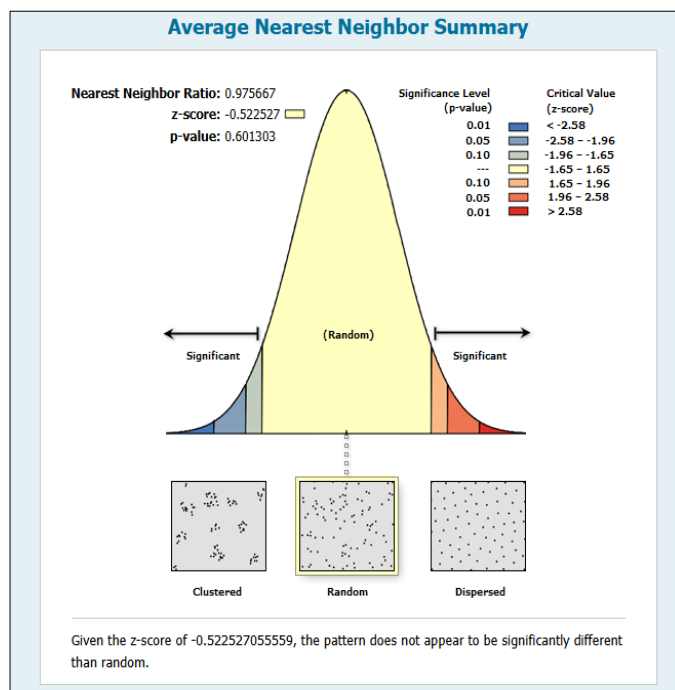 Average Nearest Neighbor Summary
Nearest Neighbor Ratio: 0.975667
z-score: -0.522527
p-value: 0.601303
Significance Level
(p-value)
Critical Value
(z-score)
0.01 < -2.58
0.05 -2.58 – -1.96
0.10 -1.96 – -1.65
--- -1.65 – 1.65
0.10 1.65 – 1.96
0.05 1.96 – 2.58
0.01 > 2.58
(Random)
Significant
Significant
Clustered
Random
Dispersed
Given the z-score of -0.522527055559, the pattern does not appear to be significantly different
than random.